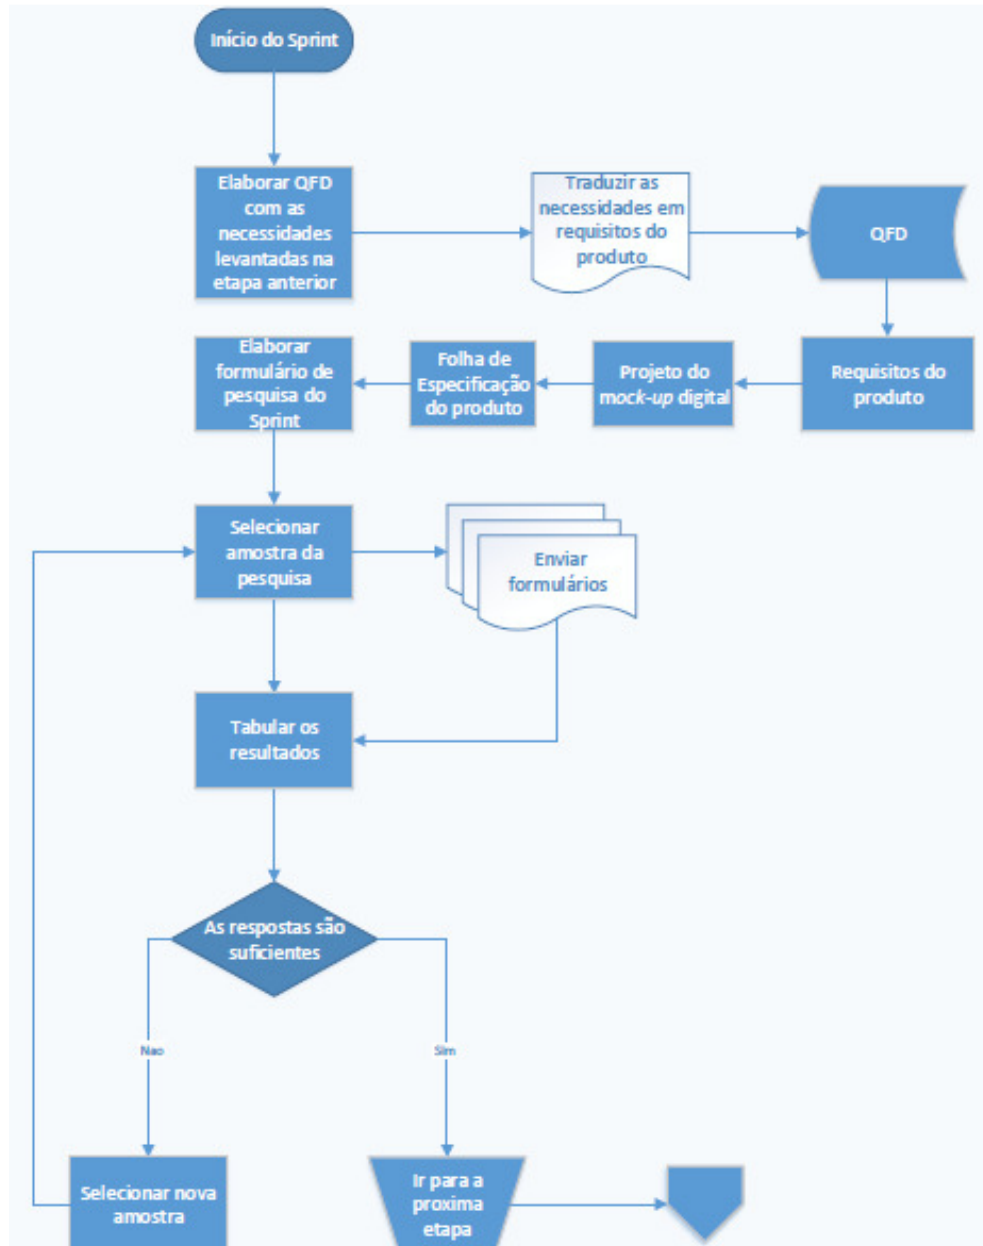 Início do Sprint
Elaborar QFD
com as
necessidades
levantadas na
etapa anterior
Traduzir as
necessidades em
requisitos do
produto
QFD
Requisitos do
produto
Projeto do
mock-up digital
Folha de
Especificação
do produto
Elaborar
formulário de
pesquisa do
Sprint
Selecionar
amostra da
pesquisa
Enviar
formulários
Tabular os
resultados
As respostas são
suficientes
Nao
Sim
Selecionar nova
amostra
Ir para a
proxima
etapa